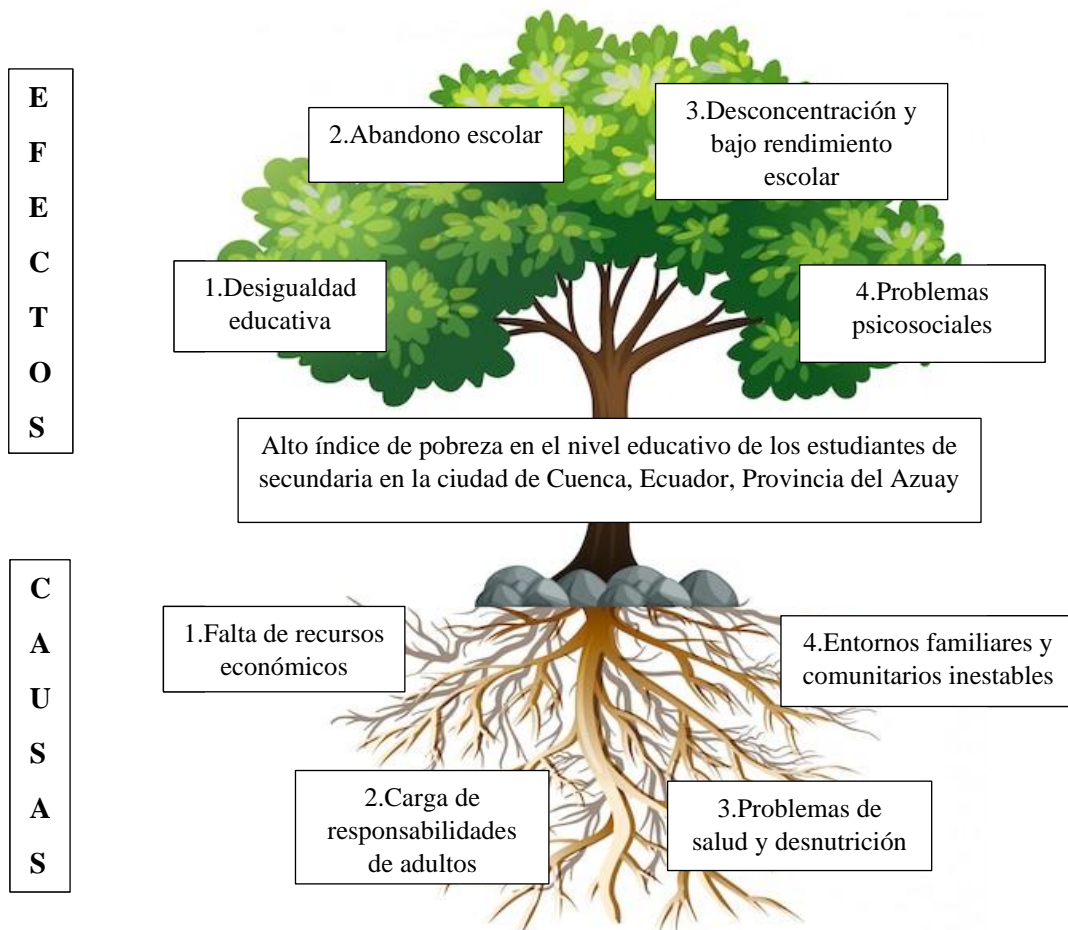 E
F
E
C
T
O
S
2.Abandono escolar
3.Desconcentración y
bajo rendimiento
escolar
1.Desigualdad
educativa
4.Problemas
psicosociales
Alto índice de pobreza en el nivel educativo de los estudiantes de
secundaria en la ciudad de Cuenca, Ecuador, Provincia del Azuay
C
A
U
S
A
S
1.Falta de recursos
económicos
4.Entornos familiares y
comunitarios inestables
2.Carga de
responsabilidades
de adultos
3.Problemas de
salud y desnutrición